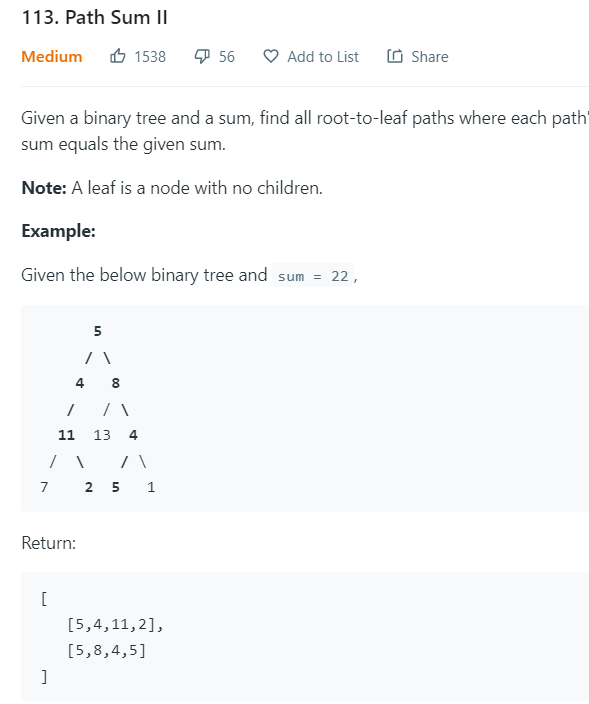 113. Path Sum II
Medium 1538 56 Add to List Share
Given a binary tree and a sum, find all root-to-leaf paths where each path'
sum equals the given sum.
Note: A leaf is a node with no children.
Example:
Given the below binary tree and sum = 22,
      5
     / \
    4   8
   /   / \
  11  13  4
 /  \    / \
7    2  5   1
Return:
[
   [5,4,11,2],
   [5,8,4,5]
]